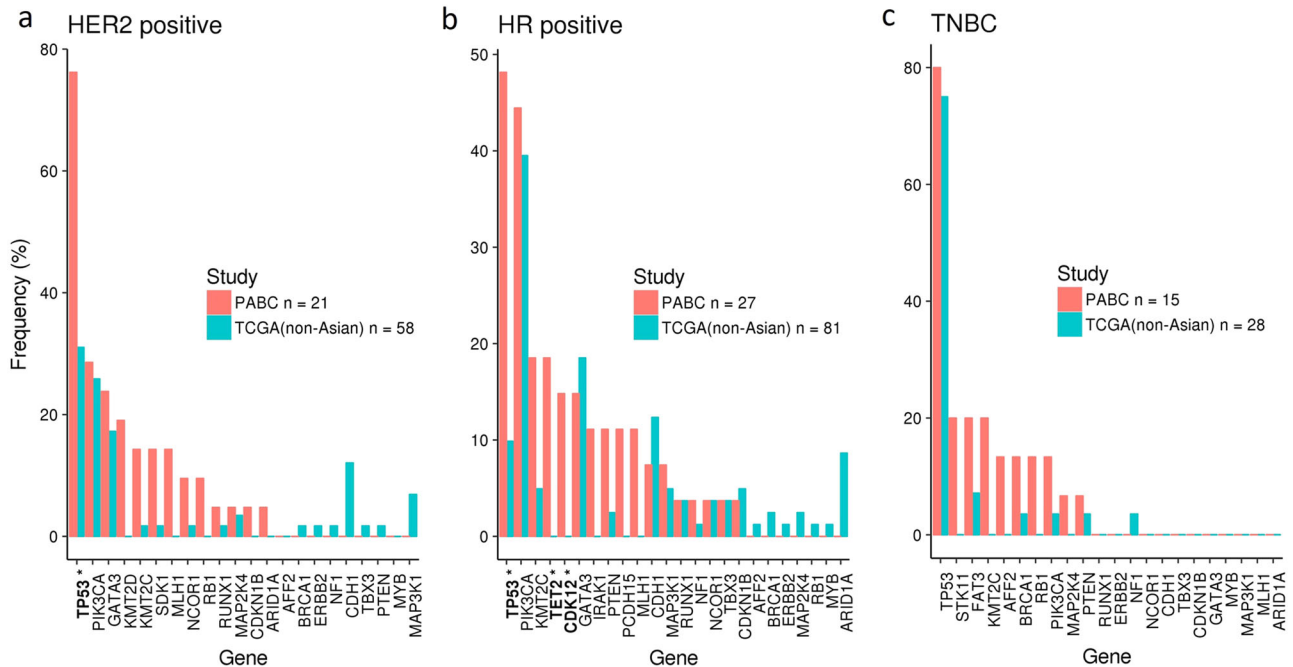 a
HER2 positive
80
60
40
20
0
Frequency (%)
Study
PABC n = 21
TCGA(non-Asian) n = 58
TP53 *
PIK3CA
GATA3
KMT2D
KMT2C
SDK1
MLH1
NCOR1
RB1
RUNX1
MAP2K4
CDKN1B
ARID1A
AFF2
BRCA1
ERBB2
NF1
CDH1
TBX3
PTEN
MYB
MAP3K1
Gene
b
HR positive
50
40
30
20
10
0
Study
PABC n = 27
TCGA(non-Asian) n = 81
TP53 *
PIK3CA
KMT2C
TET2 *
CDK12 *
GATA3
IRAK1
PTEN
PCDH15
MLH1
CDH1
MAP3K1
RUNX1
NF1
NCOR1
TBX3
CDKN1B
AFF2
BRCA1
ERBB2
MAP2K4
RB1
MYB
ARID1A
Gene
c
TNBC
80
60
40
20
0
Study
PABC n = 15
TCGA(non-Asian) n = 28
TP53
STK11
FAT3
KMT2C
AFF2
BRCA1
RB1
PIK3CA
MAP2K4
PTEN
RUNX1
ERBB2
NF1
NCOR1
CDH1
TBX3
CDKN1B
GATA3
MYB
MAP3K1
MLH1
ARID1A
Gene